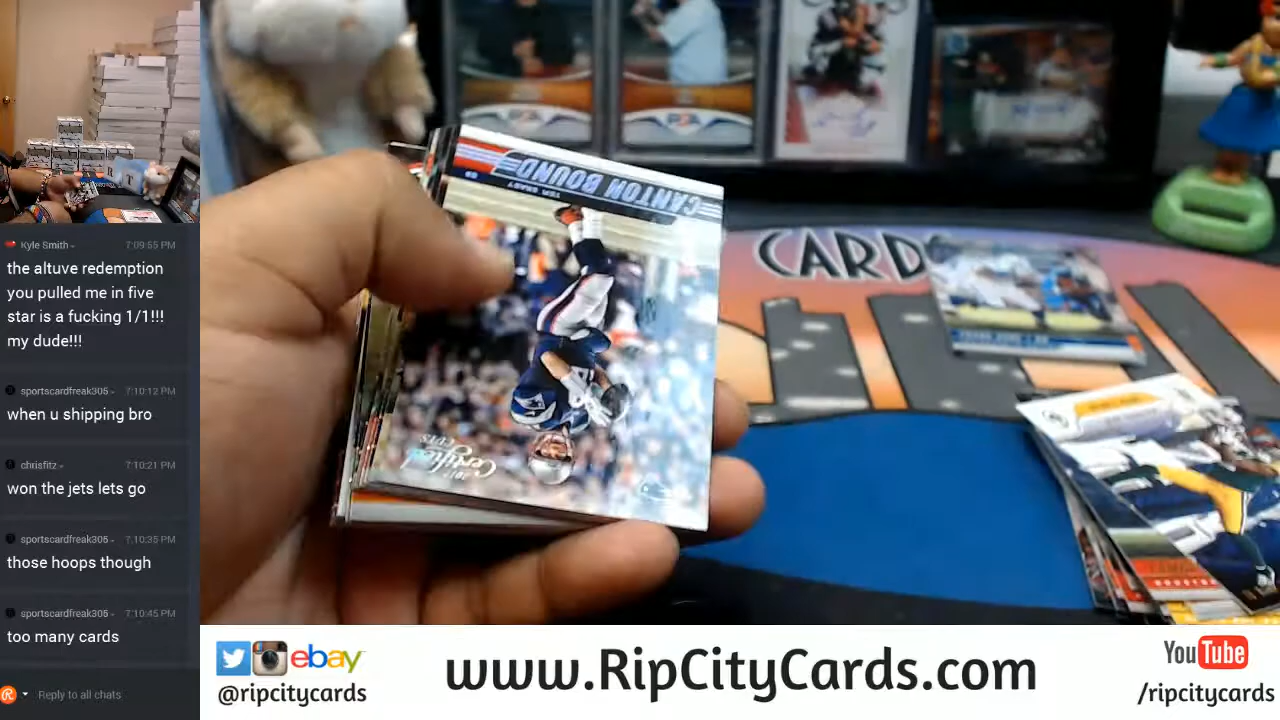 Kyle Smith 7:09:55 PM
the altuve redemption
you pulled me in five
star is a fucking 1/1!!!
my dude!!!
sportscardfreak305 7:10:12 PM
when u shipping bro
chrisfitz 7:10:21 PM
won the jets lets go
sportscardfreak305 7:10:35 PM
those hoops though
sportscardfreak305 7:10:45 PM
too many cards
Reply to all chats
CANTON BOUND
TOM BRADY
Certified
CUTS
CARDS
HOUSTON
ebay
@ripcitycards
www.RipCityCards.com
YouTube
/ripcitycards